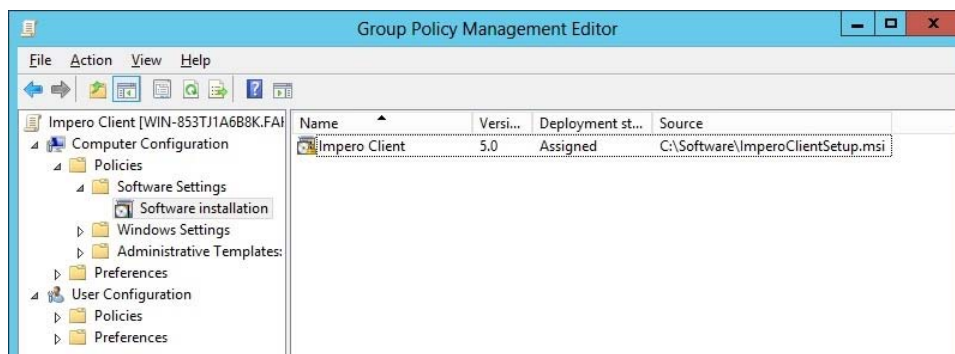 Group Policy Management Editor
File Action View Help
Impero Client [WIN-853TJ1A6B8K.FAI
Computer Configuration
Policies
Software Settings
Software installation
Windows Settings
Administrative Templates:
Preferences
User Configuration
Policies
Preferences
Name Versi... Deployment st... Source
Impero Client 5.0 Assigned C:\Software\ImperoClientSetup.msi